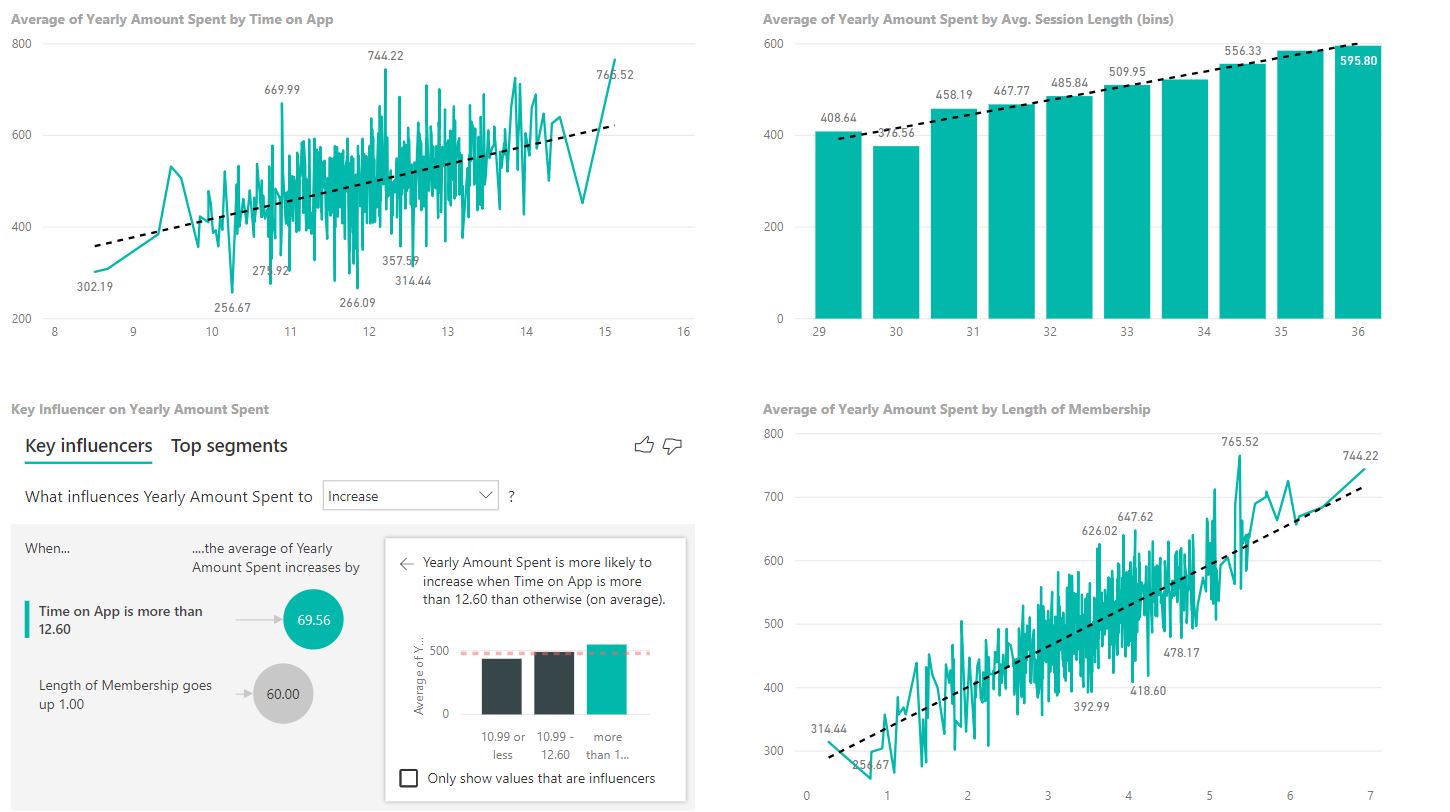 Average of Yearly Amount Spent by Time on App
800
600
400
200
744.22
765.52
669.99
302.19
256.67
275.92
266.09
357.59
314.44
8 9 10 11 12 13 14 15 16
Average of Yearly Amount Spent by Avg. Session Length (bins)
600
400
200
0
408.64
376.56
458.19
467.77
485.84
509.95
556.33
595.80
29 30 31 32 33 34 35 36
Key Influencer on Yearly Amount Spent
Key influencers Top segments
What influences Yearly Amount Spent to Increase ?
When...
....the average of Yearly
Amount Spent increases by
Time on App is more than
12.60
69.56
Length of Membership goes
up 1.00
60.00
Yearly Amount Spent is more likely to
increase when Time on App is more
than 12.60 than otherwise (on average).
Average of Y...
500
0
10.99 or
less
10.99 -
12.60
more
than 1...
Only show values that are influencers
Average of Yearly Amount Spent by Length of Membership
800
700
600
500
400
300
765.52
744.22
647.62
626.02
478.17
418.60
392.99
314.44
256.67
0 1 2 3 4 5 6 7